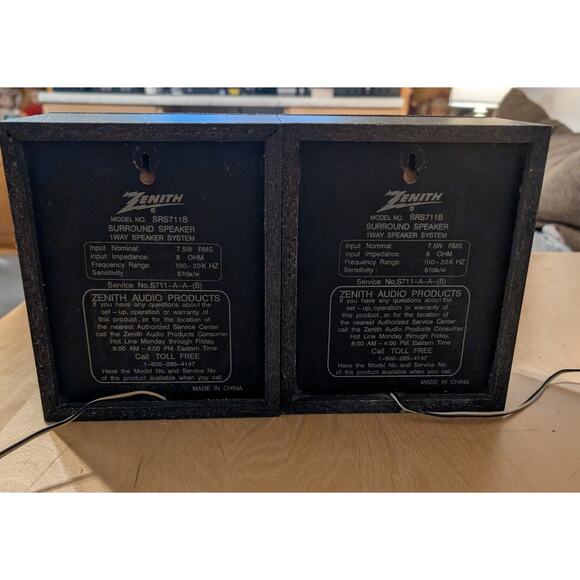 ZENITH
®
MODEL NO. SRS711B
SURROUND SPEAKER
1WAY SPEAKER SYSTEM
Input Nominal: 7.5W RMS
Input Impedance: 8 OHM
Frequency Range: 100-20K HZ
Sensitivity : 87db/w
Service No.S711-A-A-(B)
ZENITH AUDIO PRODUCTS
If you have any questions about the
set-up, operation or warranty of
this product, or for the location of
the nearest Authorized Service Center
call the Zenith Audio Products Consumer
Hot Line Monday through Friday,
8:00 AM-4:00 PM Eastern Time
Call TOLL FREE
1-800-285-4147
Have the Model No. and Service No.
of the product available when you call.
MADE IN CHINA
ZENITH
®
MODEL NO. SRS711B
SURROUND SPEAKER
1WAY SPEAKER SYSTEM
Input Nominal: 7.5W RMS
Input Impedance: 8 OHM
Frequency Range: 100-20K HZ
Sensitivity : 87db/w
Service No.S711-A-A-(B)
ZENITH AUDIO PRODUCTS
If you have any questions about the
set-up, operation or warranty of
this product, or for the location of
the nearest Authorized Service Center
call the Zenith Audio Products Consumer
Hot Line Monday through Friday,
8:00 AM-4:00 PM Eastern Time
Call TOLL FREE
1-800-285-4147
Have the Model No. and Service No.
of the product available when you call.
MADE IN CHINA